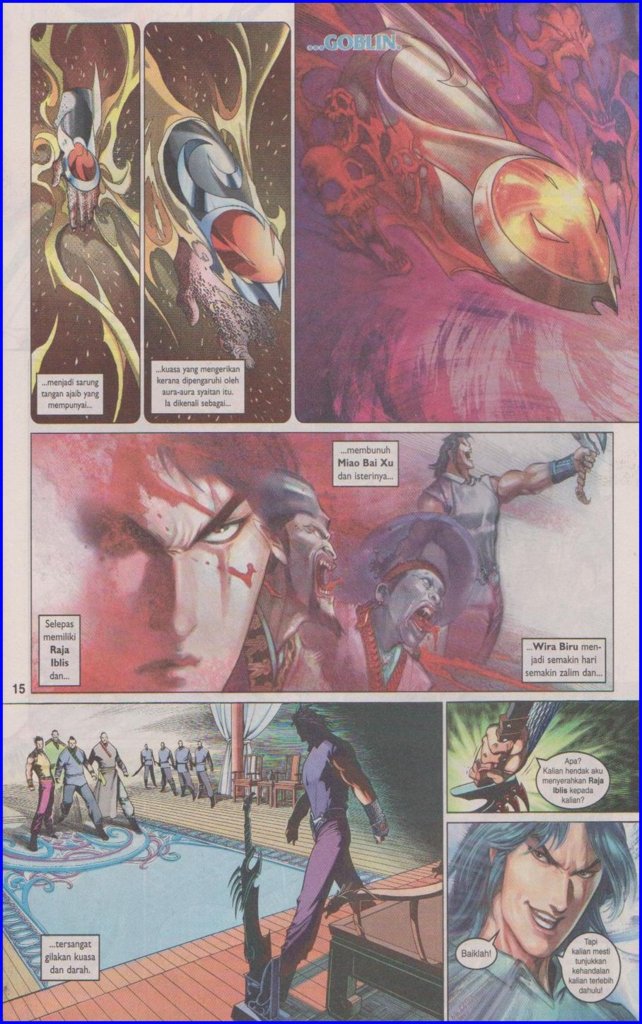 ...menjadi sarung
tangan ajaib yang
mempunyai...
...kuasa yang mengerikan
kerana dipengaruhi oleh
aura-aura syaitan itu.
Ia dikenali sebagai...
...GOBLIN.
Selepas
memiliki
Raja
Iblis
dan...
...membunuh
Miao Bai Xu
dan isterinya...
...Wira Biru men-
jadi semakin hari
semakin zalim dan...
15
...tersangat
gilakan kuasa
dan darah.
Apa?
Kalian hendak aku
menyerahkan Raja
Iblis kepada
kalian?
Baiklah!
Tapi
kalian mesti
tunjukkan
kehandalan
kalian terlebih
dahulu!